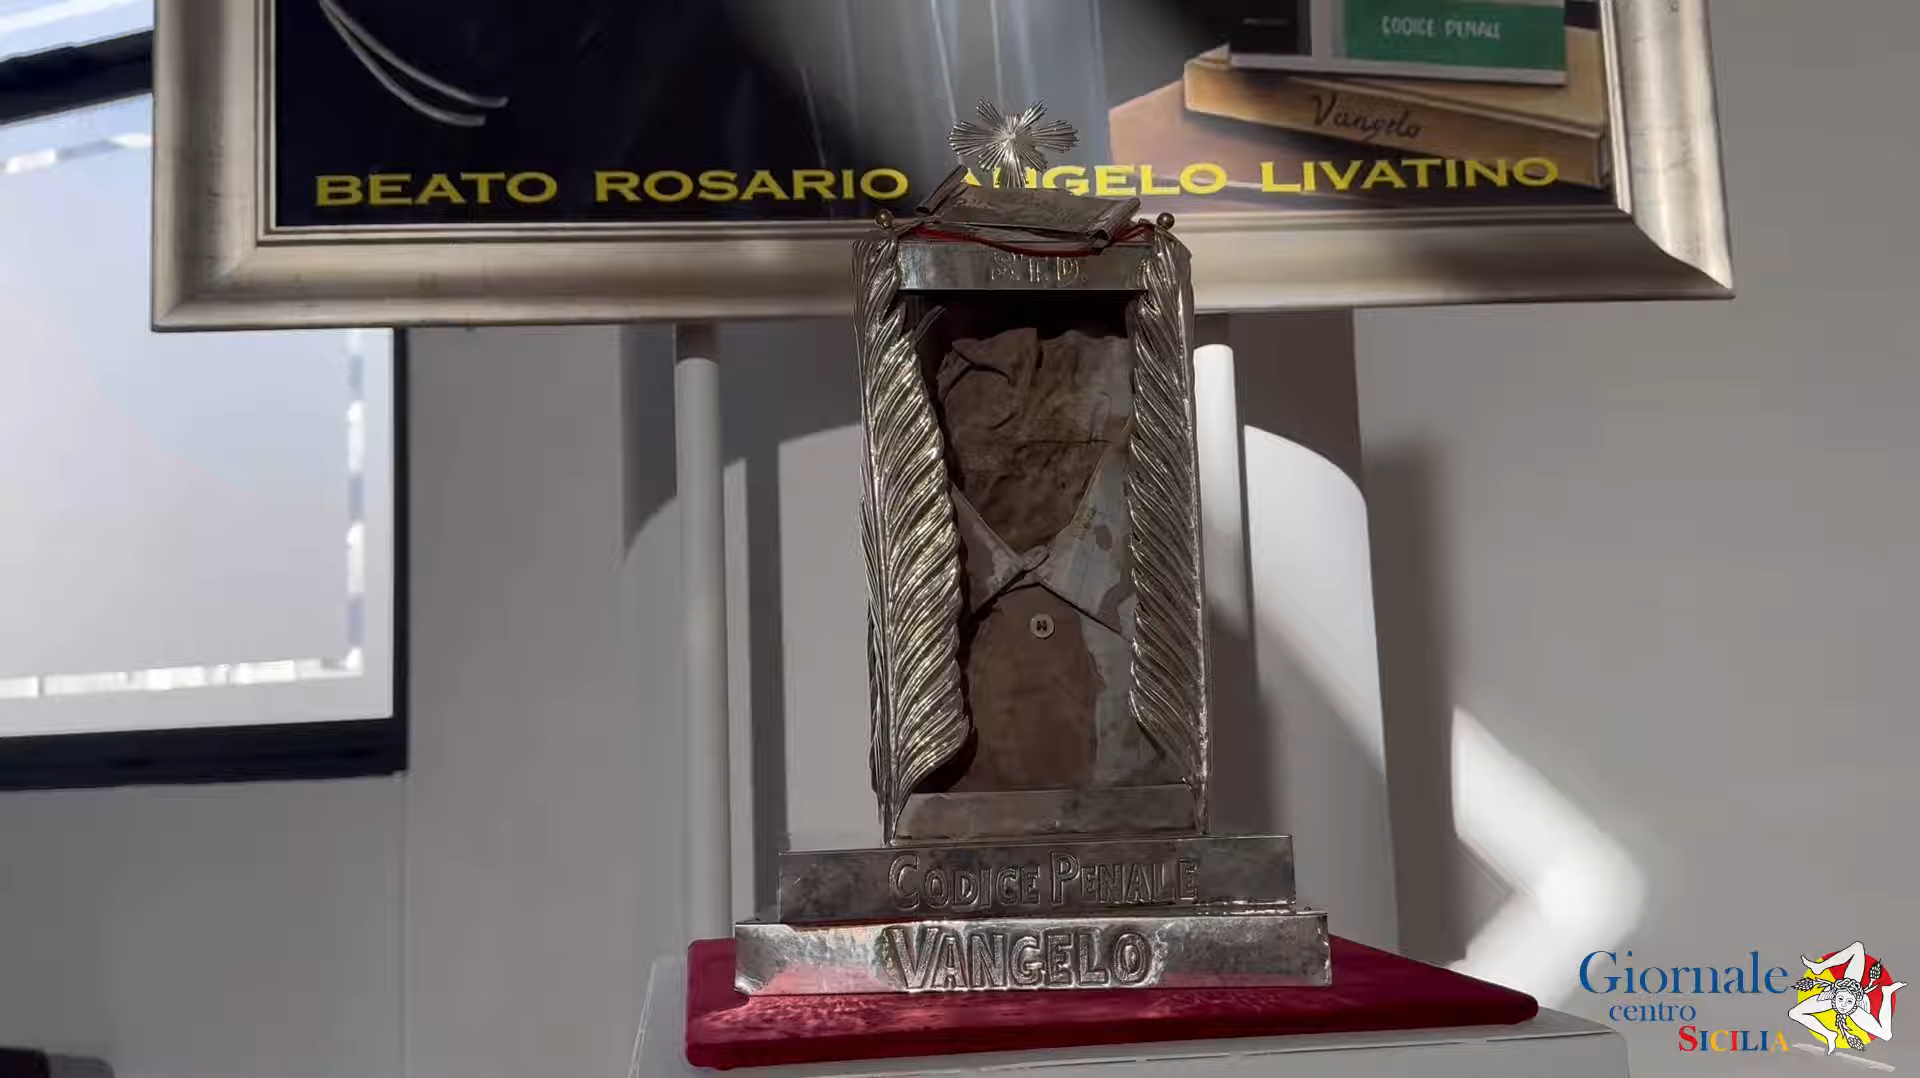 CODICE PENALE
Vangelo
BEATO ROSARIO ANGELO LIVATINO
S.T.D.
CODICE PENALE
VANGELO
Giornale
centro
SICILIA